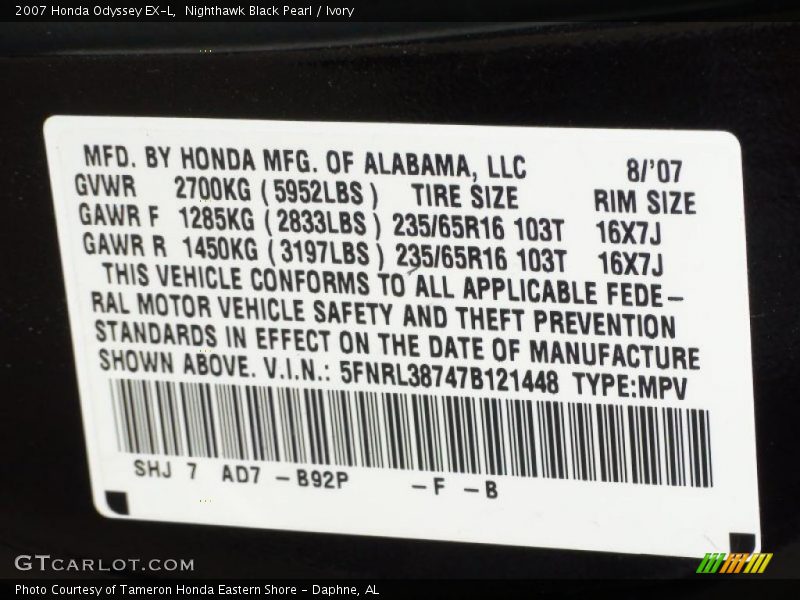 2007 Honda Odyssey EX-L,  Nighthawk Black Pearl / Ivory
MFD. BY HONDA MFG. OF ALABAMA, LLC 8/'07
GVWR 2700KG (5952LBS) TIRE SIZE RIM SIZE
GAWR F 1285KG (2833LBS) 235/65R16 103T 16X7J
GAWR R 1450KG (3197LBS) 235/65R16 103T 16X7J
THIS VEHICLE CONFORMS TO ALL APPLICABLE FEDE-
RAL MOTOR VEHICLE SAFETY AND THEFT PREVENTION
STANDARDS IN EFFECT ON THE DATE OF MANUFACTURE
SHOWN ABOVE. V.I.N.: 5FNRL38747B121448 TYPE:MPV
SHJ 7 AD7 -B92P -F -B
GTCARLOT.COM
Photo Courtesy of Tameron Honda Eastern Shore - Daphne, AL